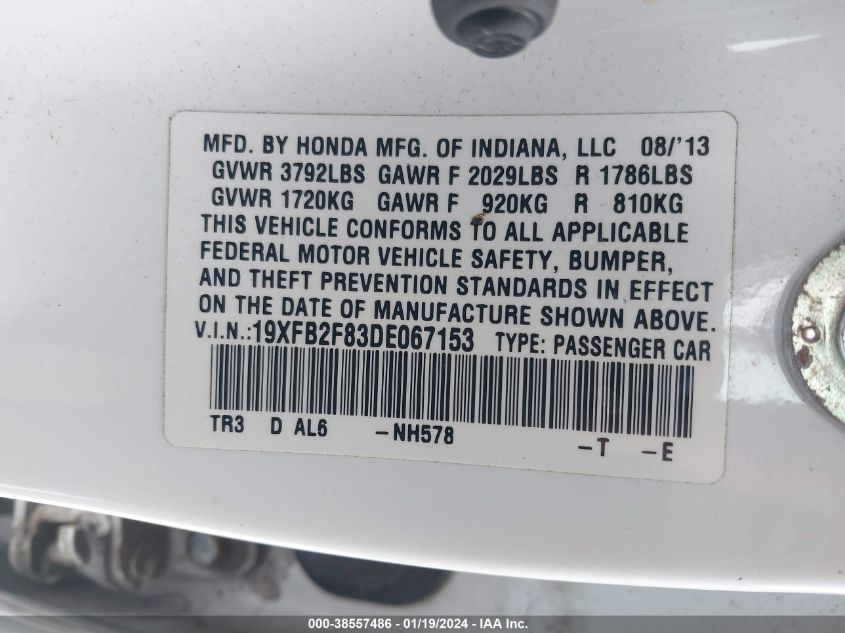 MFD. BY HONDA MFG. OF INDIANA, LLC 08/'13
GVWR 3792LBS GAWR F 2029LBS R 1786LBS
GVWR 1720KG GAWR F 920KG R 810KG
THIS VEHICLE CONFORMS TO ALL APPLICABLE
FEDERAL MOTOR VEHICLE SAFETY, BUMPER,
AND THEFT PREVENTION STANDARDS IN EFFECT
ON THE DATE OF MANUFACTURE SHOWN ABOVE.
V.I.N.:19XFB2F83DE067153 TYPE: PASSENGER CAR
TR3 D AL6 -NH578 -T -E
000-38557486 - 01/19/2024 - IAA Inc.